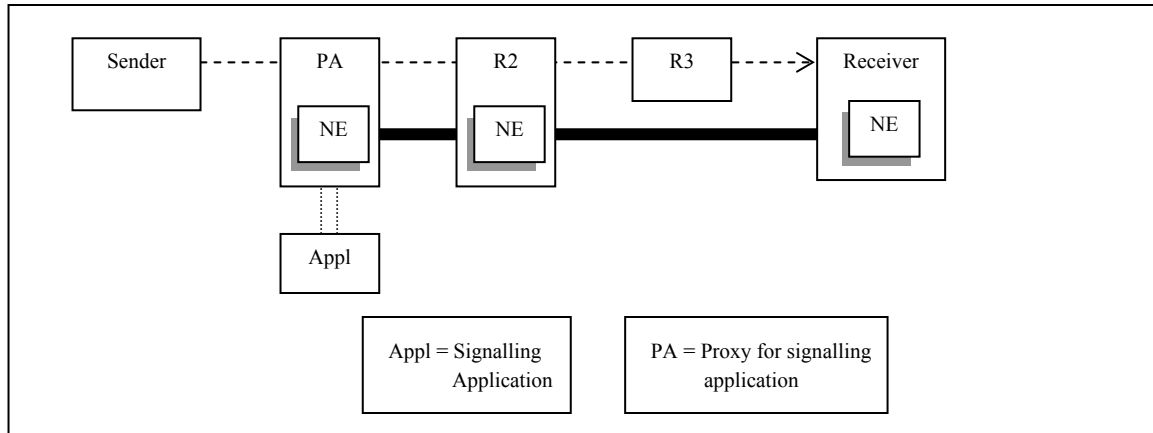 Sender
PA
R2
R3
Receiver
NE
NE
NE
Appl
Appl = Signalling
Application
PA = Proxy for signalling
application